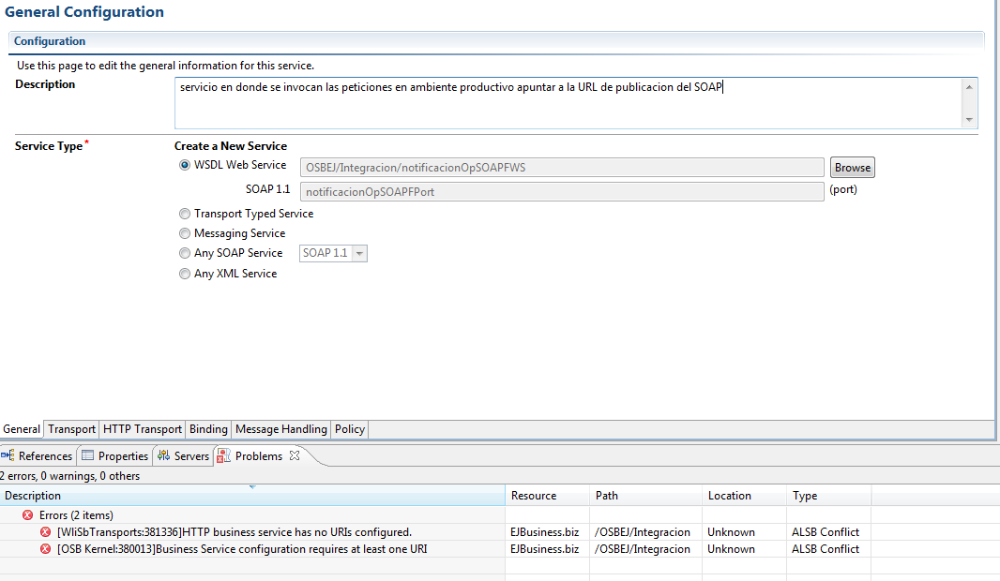 General Configuration
Configuration
Use this page to edit the general information for this service.
Description
servicio en donde se invocan las peticiones en ambiente productivo apuntar a la URL de publicacion del SOAP
Service Type*
Create a New Service
WSDL Web Service
OSBEJ/Integracion/notificacionOpSOAPFWS
Browse
SOAP 1.1
notificacionOpSOAPFPort
(port)
Transport Typed Service
Messaging Service
Any SOAP Service
SOAP 1.1
Any XML Service
General Transport HTTP Transport Binding Message Handling Policy
References Properties Servers Problems
2 errors, 0 warnings, 0 others
Description Resource Path Location Type
Errors (2 items)
[WliSbTransports:381336]HTTP business service has no URIs configured. EJBusiness.biz /OSBEJ/Integracion Unknown ALSB Conflict
[OSB Kernel:380013]Business Service configuration requires at least one URI EJBusiness.biz /OSBEJ/Integracion Unknown ALSB Conflict